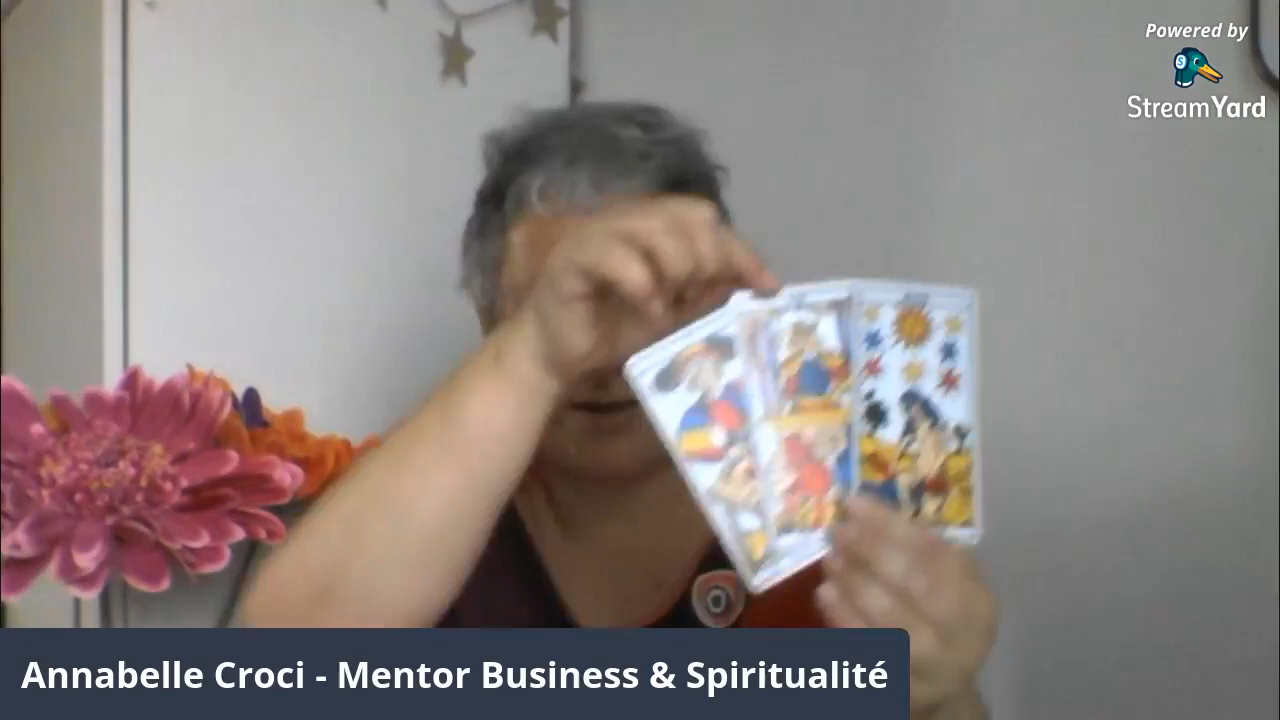 Powered by
StreamYard
Annabelle Croci - Mentor Business & Spiritualité